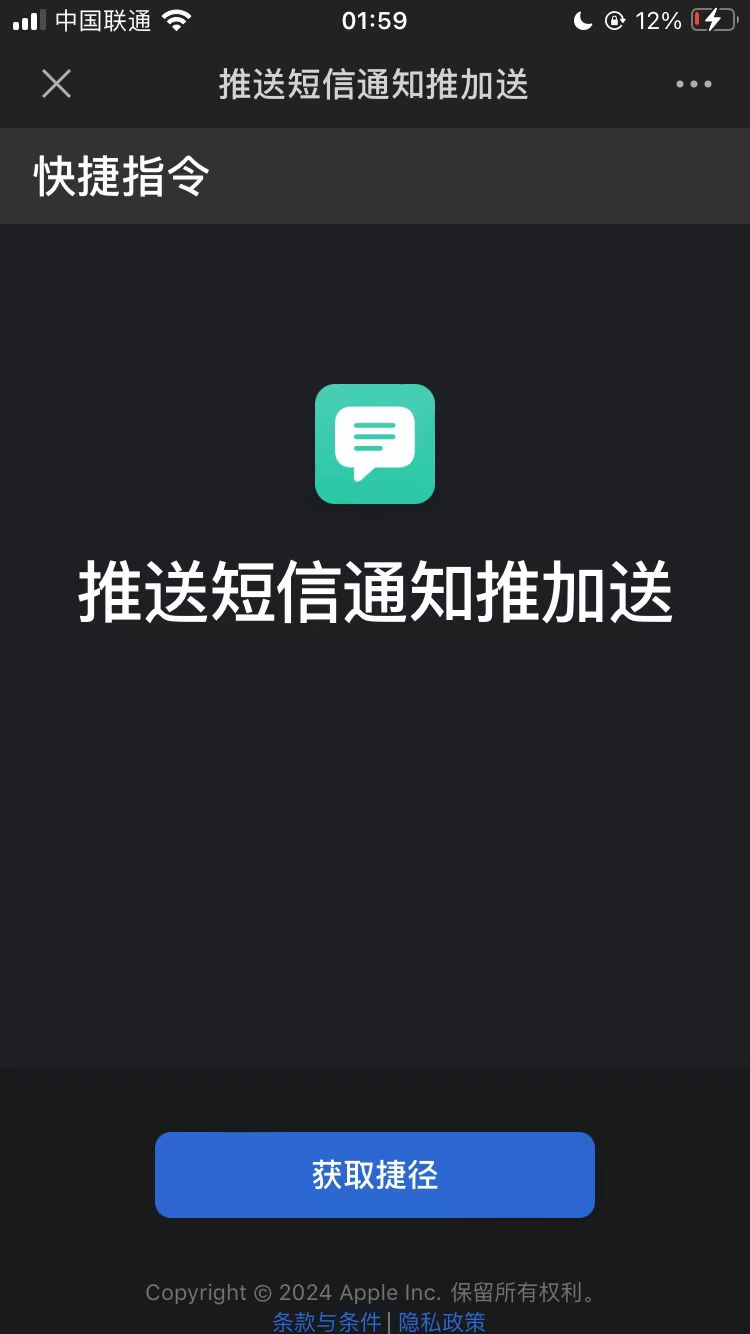 中国联通 01:59 12%
推送短信通知推加送
快捷指令
推送短信通知推加送
获取捷径
Copyright © 2024 Apple Inc. 保留所有权利。
条款与条件 | 隐私政策